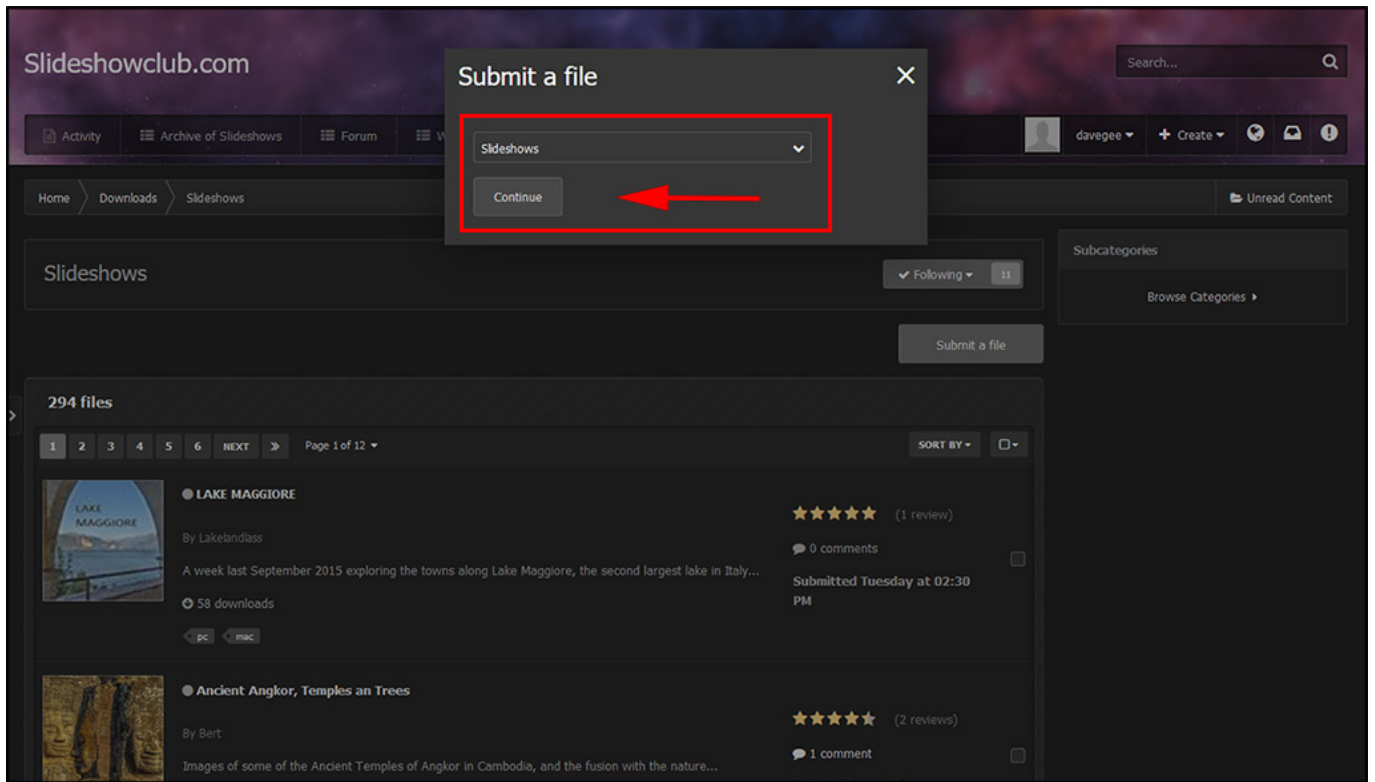 Slideshowclub.com
Submit a file
Search...
Activity
Archive of Slideshows
Forum
W
davegee
Create
Slideshows
Continue
Home
Downloads
Slideshows
Unread Content
Slideshows
Following
11
Subcategories
Browse Categories
Submit a file
294 files
1 2 3 4 5 6 NEXT » Page 1 of 12
SORT BY
LAKE MAGGIORE
LAKE
MAGGIORE
By Lakelandlass
A week last September 2015 exploring the towns along Lake Maggiore, the second largest lake in Italy...
58 downloads
pc mac
(1 review)
0 comments
Submitted Tuesday at 02:30
PM
Ancient Angkor, Temples an Trees
By Bert
Images of some of the Ancient Temples of Angkor in Cambodia, and the fusion with the nature...
(2 reviews)
1 comment